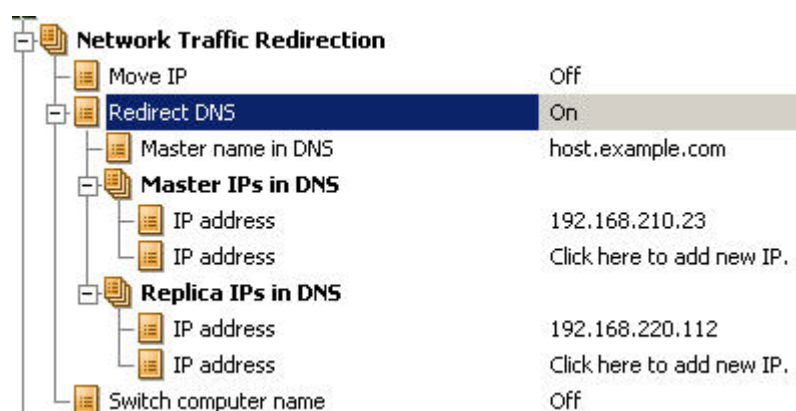 Network Traffic Redirection
Move IP Off
Redirect DNS On
Master name in DNS host.example.com
Master IPs in DNS
IP address 192.168.210.23
IP address Click here to add new IP.
Replica IPs in DNS
IP address 192.168.220.112
IP address Click here to add new IP.
Switch computer name Off